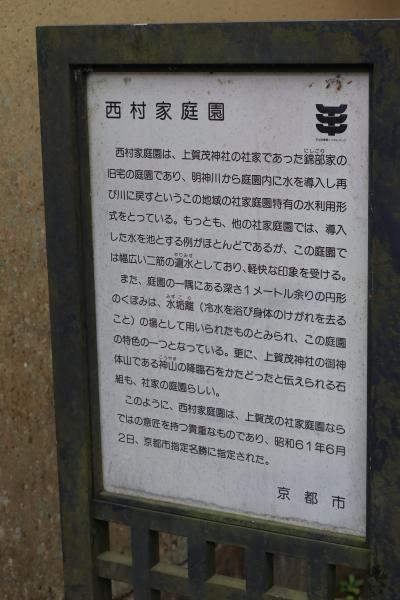 西村家庭園
西村家庭園は、上賀茂神社の社家であった錦部家の
旧宅の庭園であり、明神川から庭園内に水を導入し再
び川に戻すというこの地域の社家庭園特有の水利用形
式をとっている。もっとも、他の社家庭園では、導入
した水を池とする例がほとんどであるが、この庭園で
は幅広い二筋の遣水としており、軽快な印象を受ける。
また、庭園の一隅にある深さ1メートル余りの円形
のくぼみは、水垢離（冷水を浴び身体のけがれを去る
こと）の場として用いられたものとみられ、この庭園
の特色の一つとなっている。更に、上賀茂神社の御神
体山である神山の降臨石をかたどったと伝えられる石
組も、社家の庭園らしい。
このように、西村家庭園は、上賀茂の社家庭園なら
ではの意匠を持つ貴重なものであり、昭和61年6月
2日、京都市指定名勝に指定された。
京都市